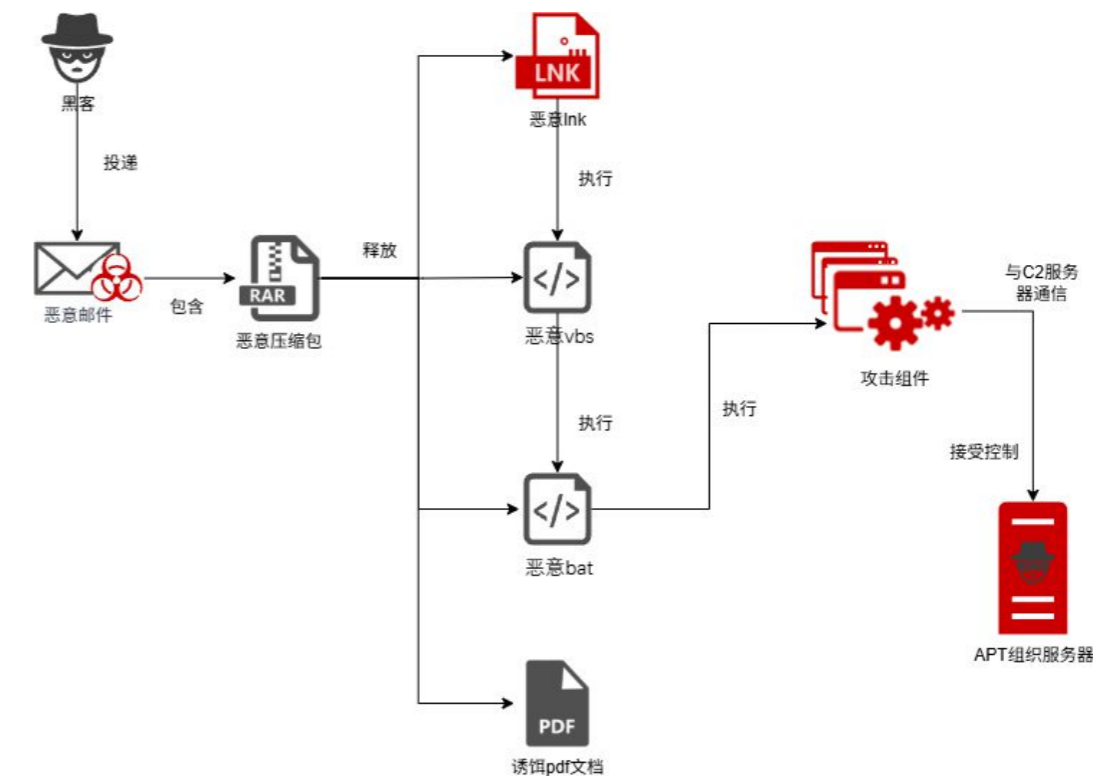 黑客
投递
恶意邮件
包含
RAR
恶意压缩包
释放
LNK
恶意lnk
执行
</>
恶意vbs
执行
</>
恶意bat
执行
PDF
诱饵pdf文档
攻击组件
与C2服务
器通信
接受控制
APT组织服务器